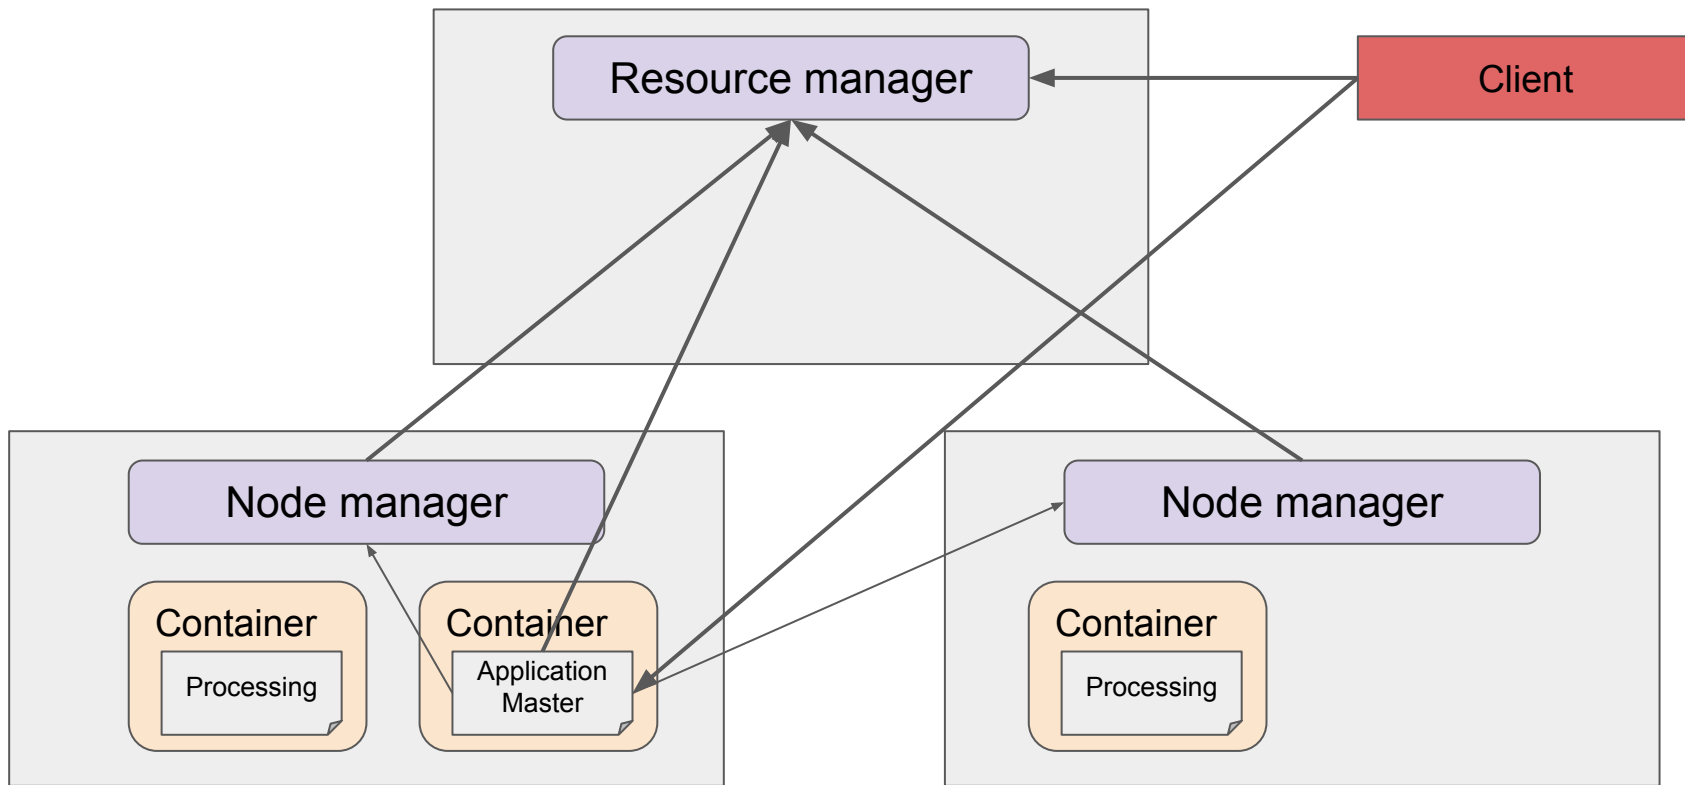 Resource manager
Client
Node manager
Node manager
Container
Container
Container
Processing
Application
Master
Processing